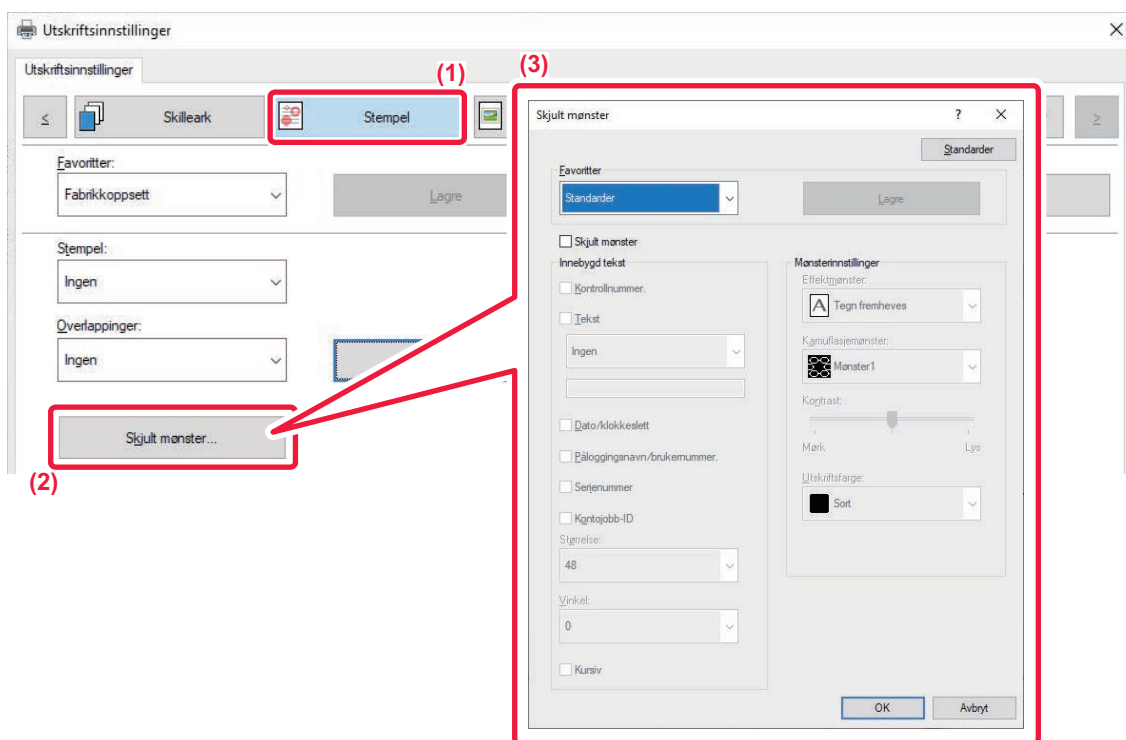 Utskriftsinnstillinger
Utskriftsinnstillinger
(1)
(3)
≤
Skilleark
Stempel
≥
Favoritter:
Fabrikkoppsett
Lagre
Stempel:
Ingen
Overlappinger:
Ingen
Skjult mønster...
(2)
Skjult mønster
?
Standarder
Favoritter
Standarder
Lagre
Skjult mønster
Innebygd tekst
Kontrollnummer.
Tekst
Ingen
Dato/klokkeslett
Påloggingsnavn/brukernummer.
Serienummer
Kontojobb-ID
Størrelse:
48
Vinkel:
0
Kursiv
Mønsterinnstillinger
Effektmønster:
A Tegn fremheves
Kamuflasjemønster:
Mønster1
Kontrast:
Mørk Lys
Utskriftsfarge:
Sort
OK
Avbryt